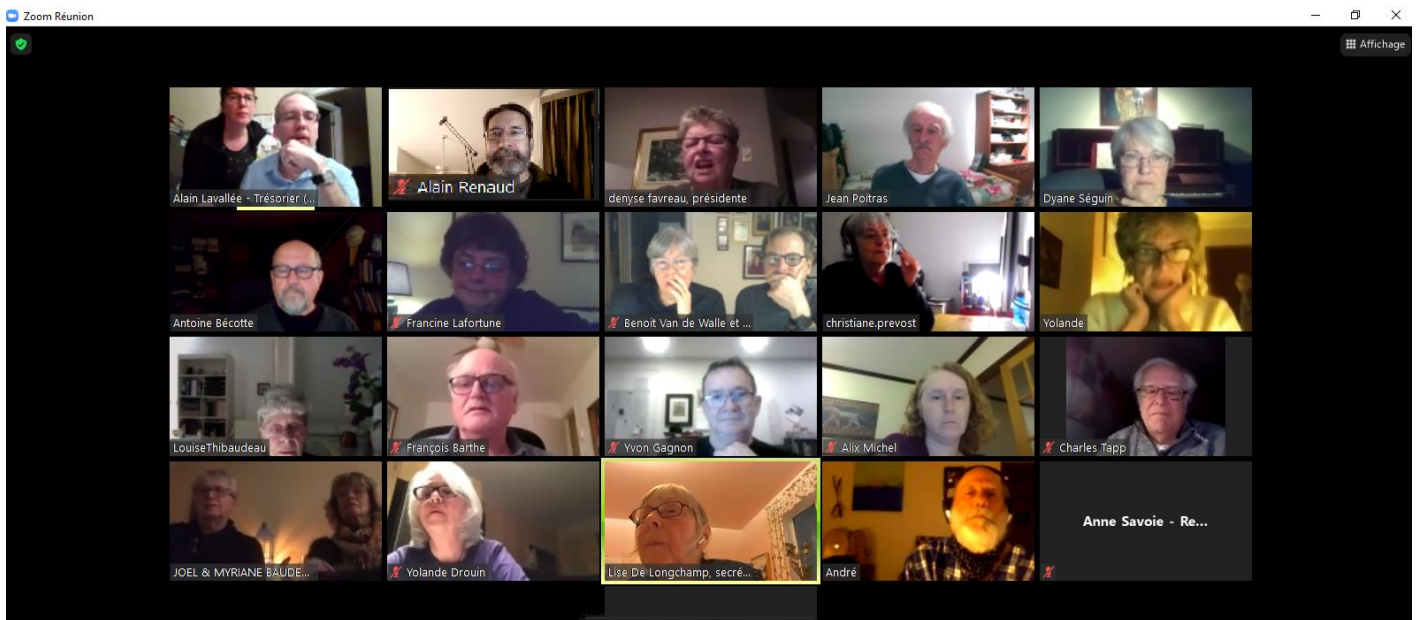 Zoom Réunion
Affichage
Alain Lavallée - Trésorier (...
Alain Renaud
denyse favreau, présidente
Jean Poitras
Dyane Séguin
Antoine Bécotte
Francine Lafortune
Benoit Van de Walle et ...
christiane.prevost
Yolande
LouiseThibaudeau
François Barthe
Yvon Gagnon
Alix Michel
Charles Tapp
JOEL & MYRIANE BAUDE...
Yolande Drouin
Lise De Longchamp, secré...
André
Anne Savoie - Re...